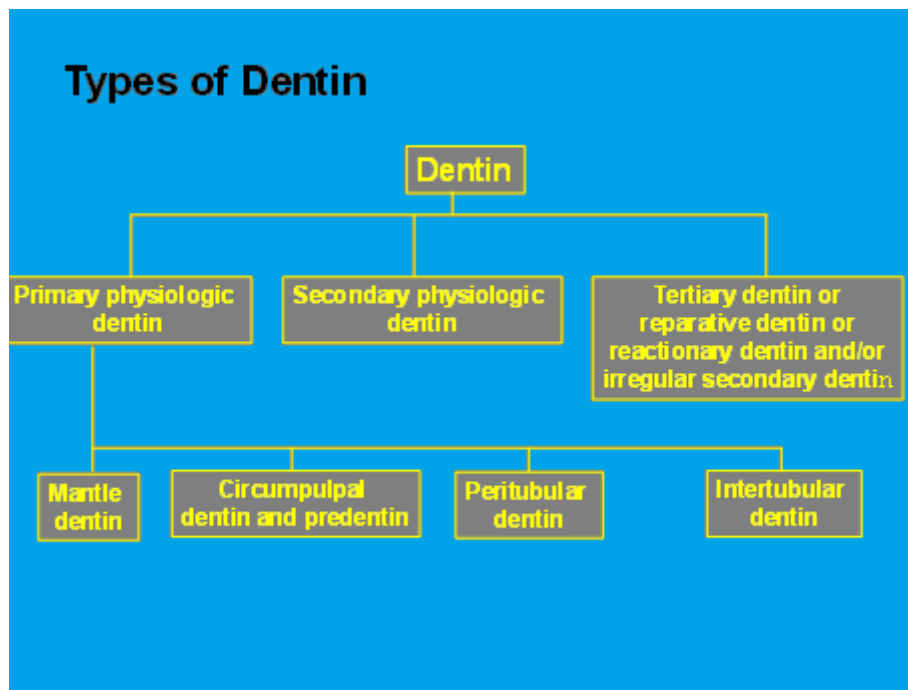 Types of Dentin
Dentin
Primary physiologic
dentin
Secondary physiologic
dentin
Tertiary dentin or
reparative dentin or
reactionary dentin and/or
irregular secondary dentin
Mantle
dentin
Circumpulpal
dentin and predentin
Peritubular
dentin
Intertubular
dentin